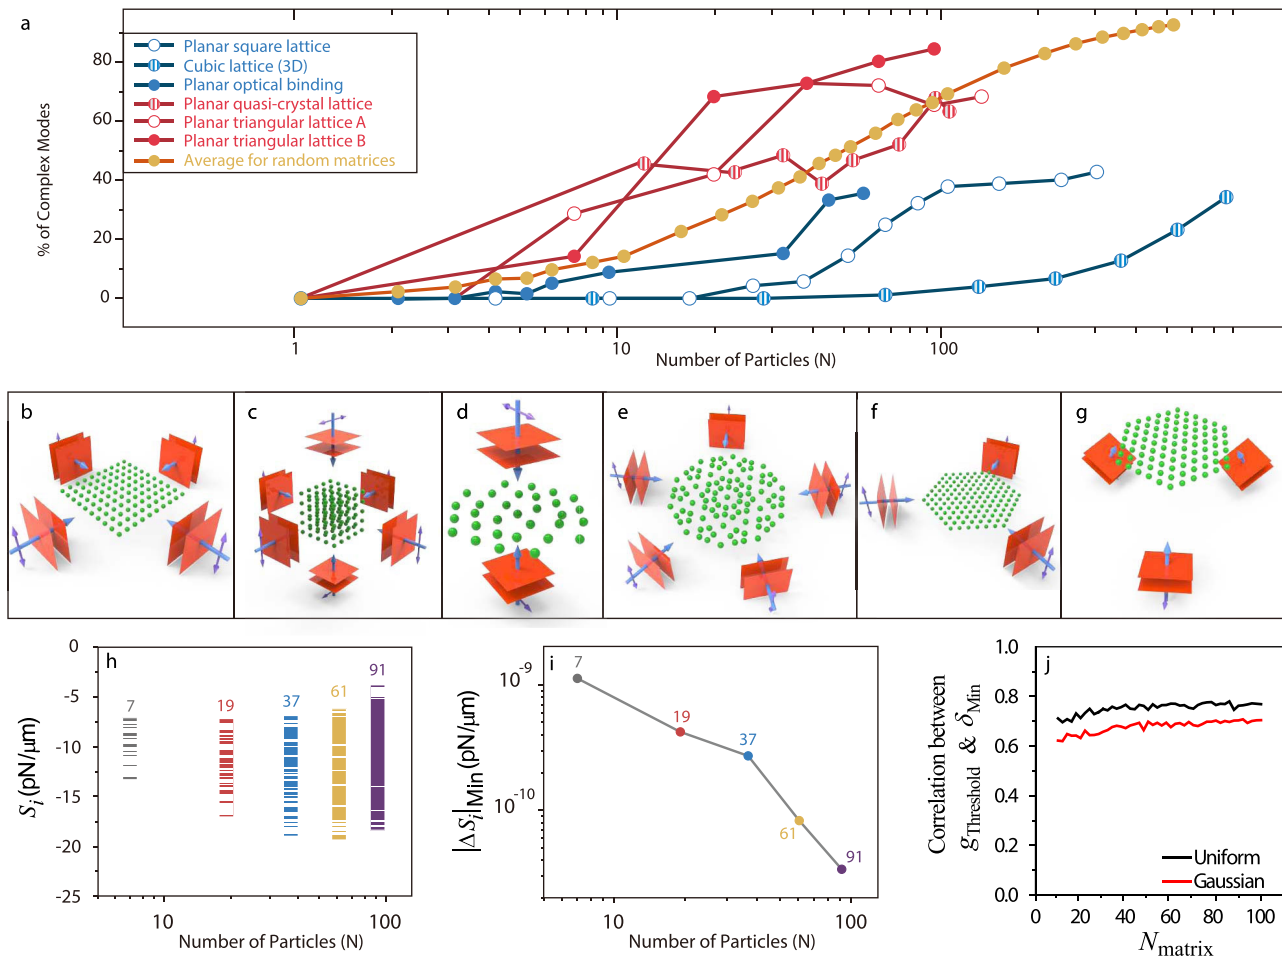 a
% of Complex Modes
80
60
40
20
0
Planar square lattice
Cubic lattice (3D)
Planar optical binding
Planar quasi-crystal lattice
Planar triangular lattice A
Planar triangular lattice B
Average for random matrices
1
10
100
Number of Particles (N)
b
c
d
e
f
g
h
S_i (pN/µm)
0
-5
-10
-15
-20
-25
7
19
37
61
91
10
100
Number of Particles (N)
i
|ΔS_i|_Min (pN/µm)
10^-9
10^-10
7
19
37
61
91
10
100
Number of Particles (N)
j
Correlation between
g_Threshold & δ_Min
1.0
0.8
0.6
0.4
0.2
0.0
Uniform
Gaussian
0
20
40
60
80
100
N_matrix